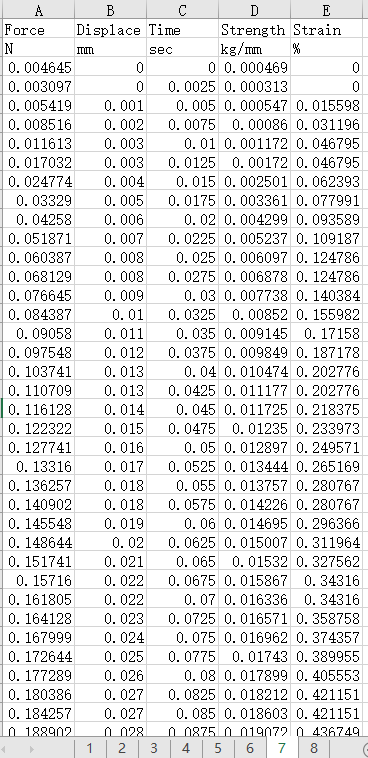 A B C D E
Force Displace Time Strength Strain
N mm sec kg/mm %
0.004645 0 0 0.000469 0
0.003097 0 0.0025 0.000313 0
0.005419 0.001 0.005 0.000547 0.015598
0.008516 0.002 0.0075 0.00086 0.031196
0.011613 0.003 0.01 0.001172 0.046795
0.017032 0.003 0.0125 0.00172 0.046795
0.024774 0.004 0.015 0.002501 0.062393
0.03329 0.005 0.0175 0.003361 0.077991
0.04258 0.006 0.02 0.004299 0.093589
0.051871 0.007 0.0225 0.005237 0.109187
0.060387 0.008 0.025 0.006097 0.124786
0.068129 0.008 0.0275 0.006878 0.124786
0.076645 0.009 0.03 0.007738 0.140384
0.084387 0.01 0.0325 0.00852 0.155982
0.09058 0.011 0.035 0.009145 0.17158
0.097548 0.012 0.0375 0.009849 0.187178
0.103741 0.013 0.04 0.010474 0.202776
0.110709 0.013 0.0425 0.011177 0.202776
0.116128 0.014 0.045 0.011725 0.218375
0.122322 0.015 0.0475 0.01235 0.233973
0.127741 0.016 0.05 0.012897 0.249571
0.13316 0.017 0.0525 0.013444 0.265169
0.136257 0.018 0.055 0.013757 0.280767
0.140902 0.018 0.0575 0.014226 0.280767
0.145548 0.019 0.06 0.014695 0.296366
0.148644 0.02 0.0625 0.015007 0.311964
0.151741 0.021 0.065 0.01532 0.327562
0.15716 0.022 0.0675 0.015867 0.34316
0.161805 0.022 0.07 0.016336 0.34316
0.164128 0.023 0.0725 0.016571 0.358758
0.167999 0.024 0.075 0.016962 0.374357
0.172644 0.025 0.0775 0.01743 0.389955
0.177289 0.026 0.08 0.017899 0.405553
0.180386 0.027 0.0825 0.018212 0.421151
0.184257 0.027 0.085 0.018603 0.421151
0.188902 0.028 0.0875 0.019072 0.436749
1 2 3 4 5 6 7 8